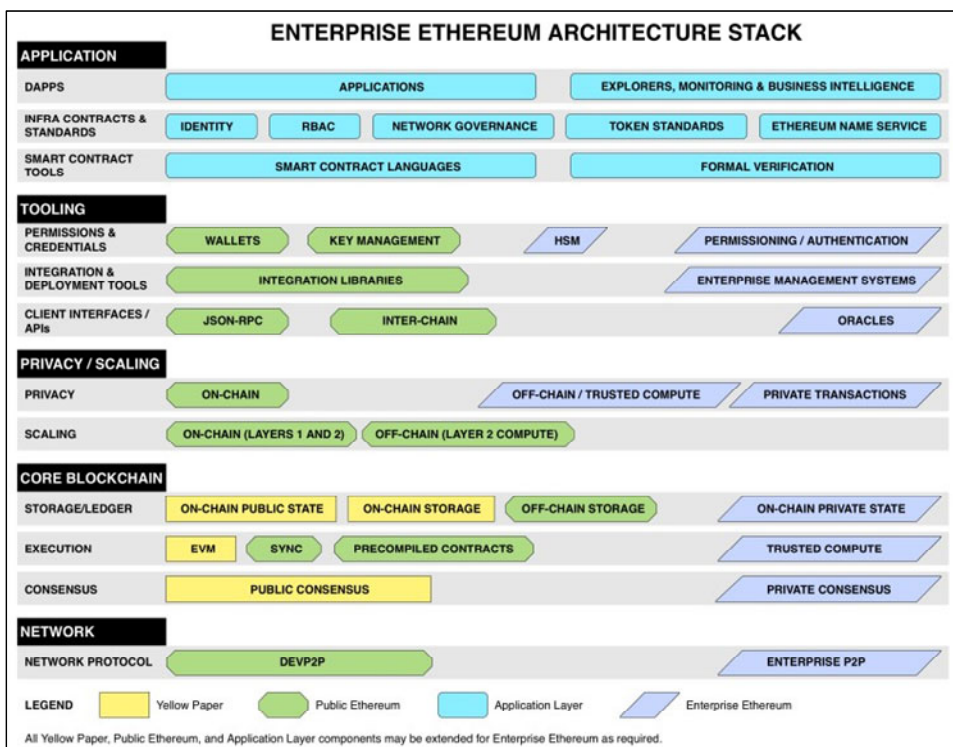 ENTERPRISE ETHEREUM ARCHITECTURE STACK
APPLICATION
DAPPS
APPLICATIONS
EXPLORERS, MONITORING & BUSINESS INTELLIGENCE
INFRA CONTRACTS &
STANDARDS
IDENTITY
RBAC
NETWORK GOVERNANCE
TOKEN STANDARDS
ETHEREUM NAME SERVICE
SMART CONTRACT
TOOLS
SMART CONTRACT LANGUAGES
FORMAL VERIFICATION
TOOLING
PERMISSIONS &
CREDENTIALS
WALLETS
KEY MANAGEMENT
HSM
PERMISSIONING / AUTHENTICATION
INTEGRATION &
DEPLOYMENT TOOLS
INTEGRATION LIBRARIES
ENTERPRISE MANAGEMENT SYSTEMS
CLIENT INTERFACES /
APIs
JSON-RPC
INTER-CHAIN
ORACLES
PRIVACY / SCALING
PRIVACY
ON-CHAIN
OFF-CHAIN / TRUSTED COMPUTE
PRIVATE TRANSACTIONS
SCALING
ON-CHAIN (LAYERS 1 AND 2)
OFF-CHAIN (LAYER 2 COMPUTE)
CORE BLOCKCHAIN
STORAGE/LEDGER
ON-CHAIN PUBLIC STATE
ON-CHAIN STORAGE
OFF-CHAIN STORAGE
ON-CHAIN PRIVATE STATE
EXECUTION
EVM
SYNC
PRECOMPILED CONTRACTS
TRUSTED COMPUTE
CONSENSUS
PUBLIC CONSENSUS
PRIVATE CONSENSUS
NETWORK
NETWORK PROTOCOL
DEVP2P
ENTERPRISE P2P
LEGEND
Yellow Paper
Public Ethereum
Application Layer
Enterprise Ethereum
All Yellow Paper, Public Ethereum, and Application Layer components may be extended for Enterprise Ethereum as required.